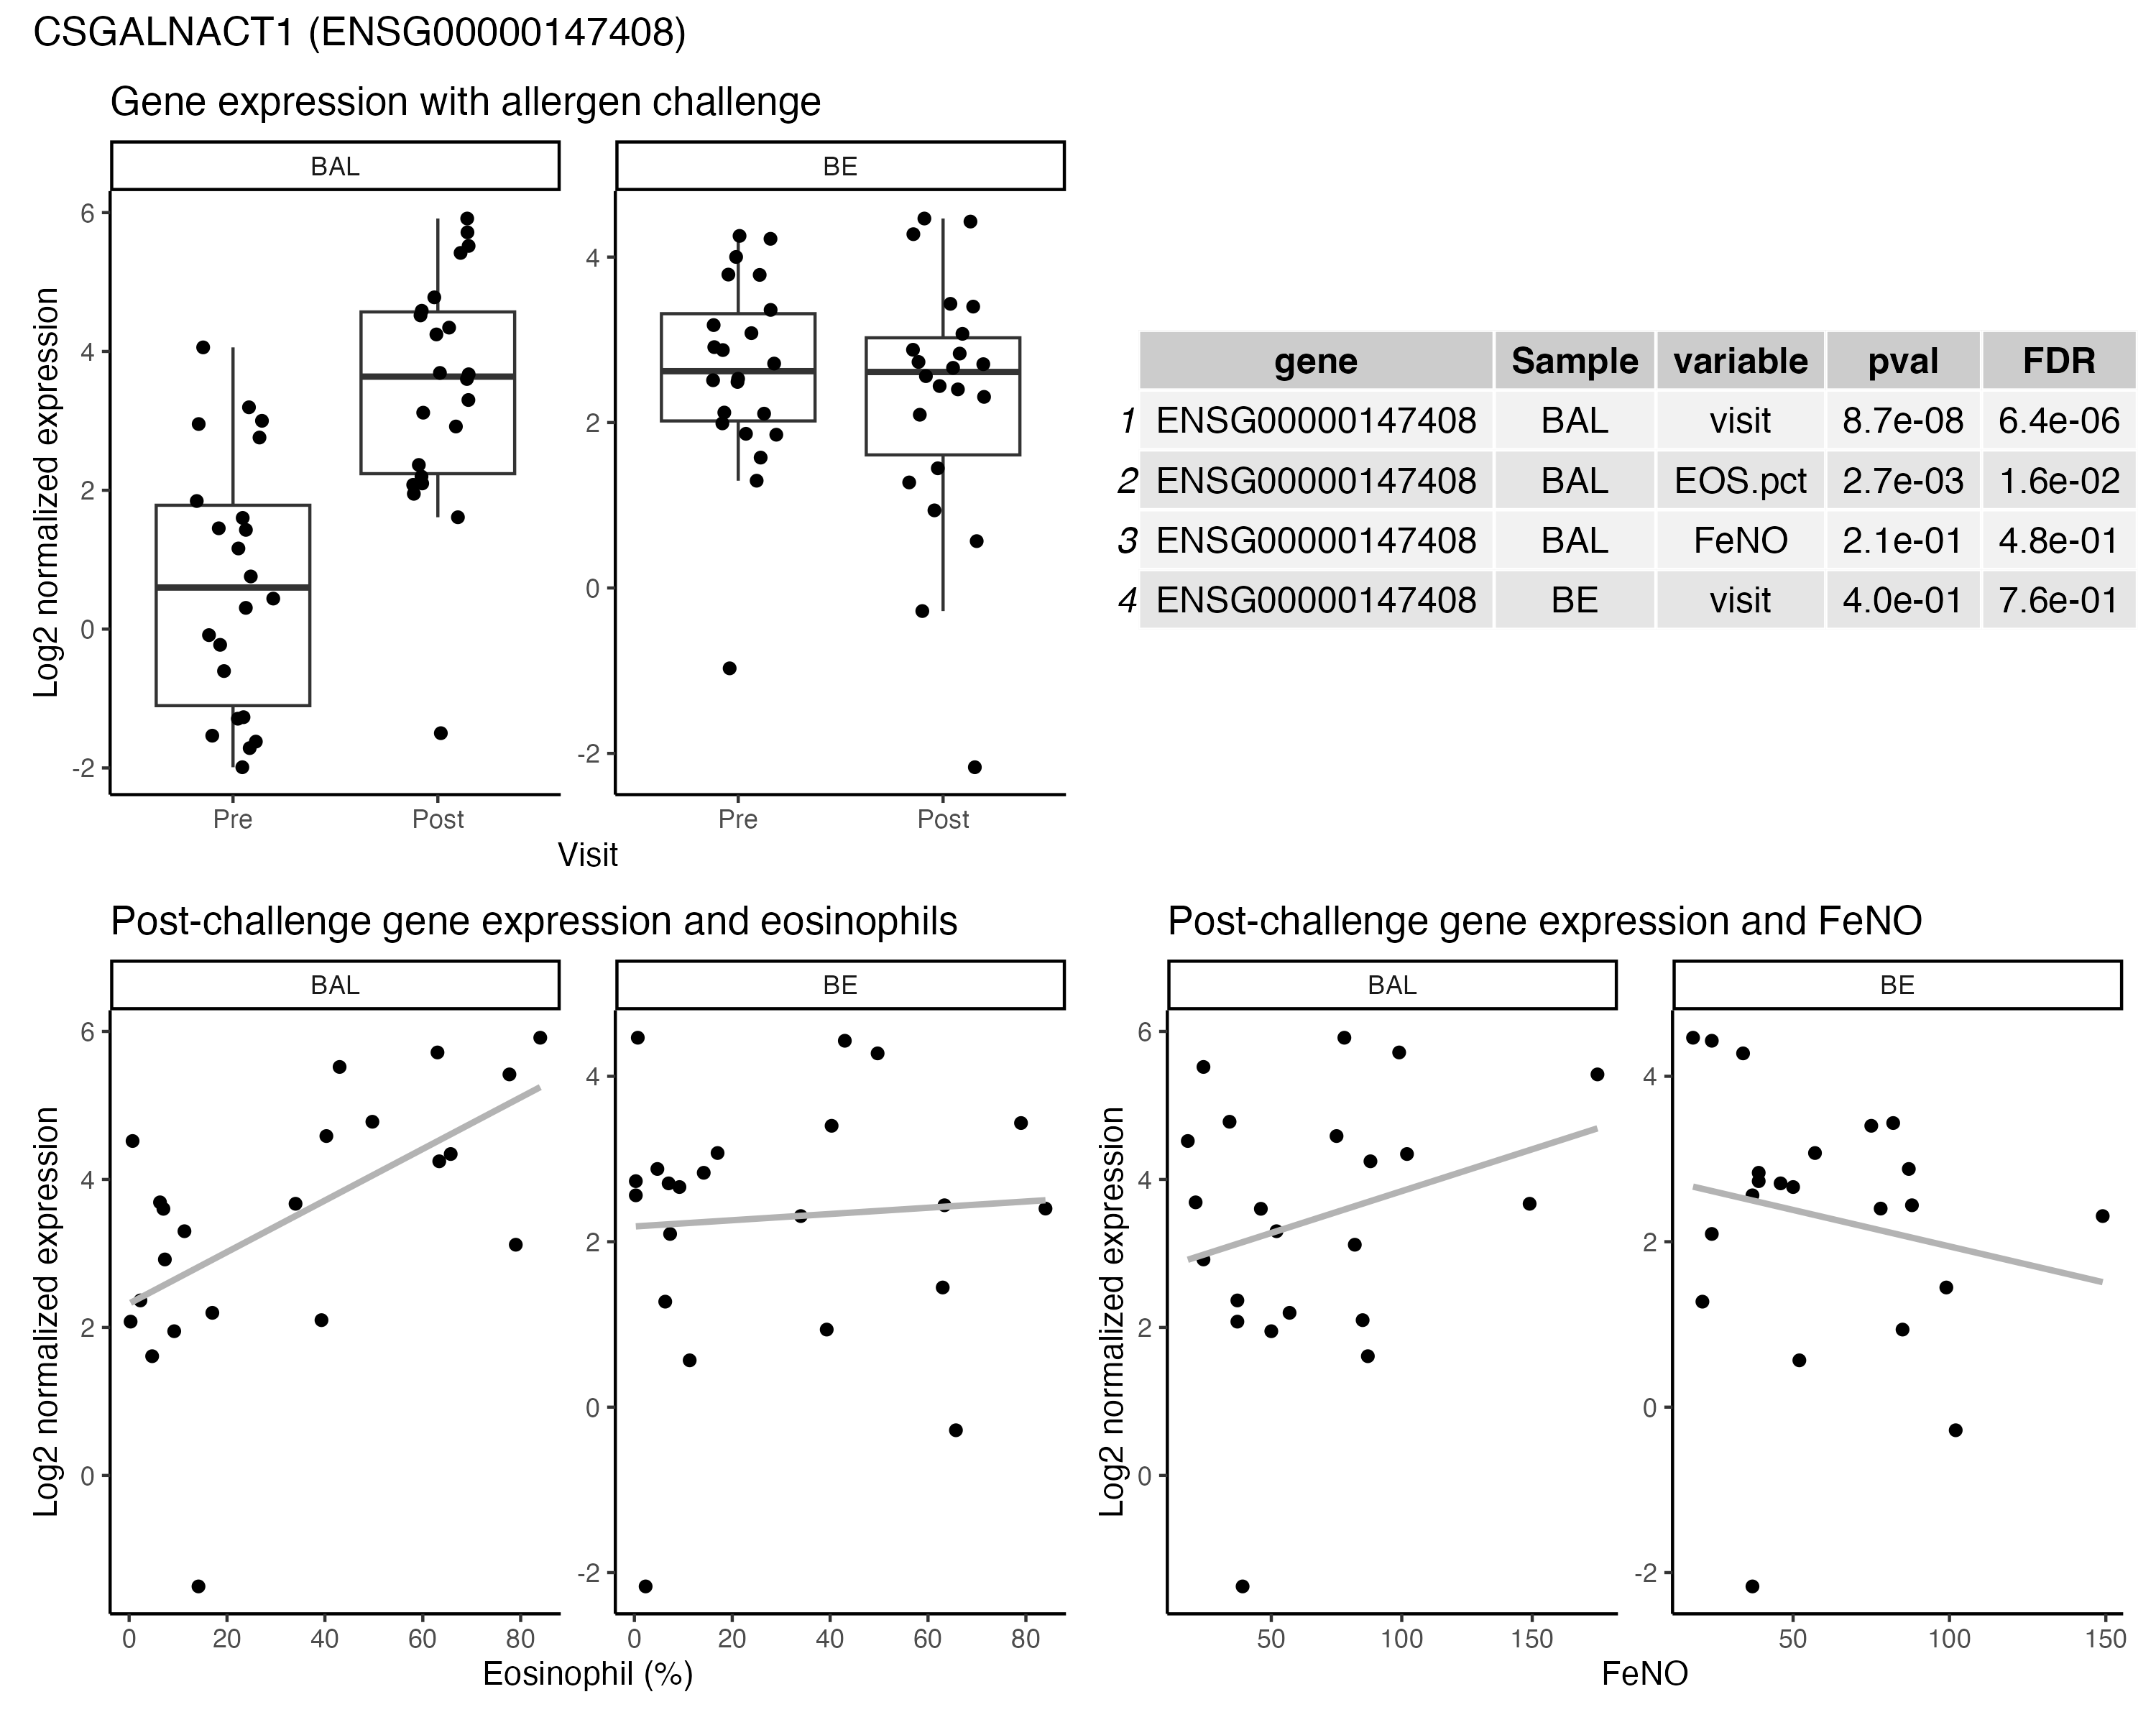 CSGALNACT1 (ENSG00000147408)
Gene expression with allergen challenge
BAL
BE
Log2 normalized expression
6
4
2
0
-2
4
2
0
-2
Pre
Post
Pre
Post
Visit
gene Sample variable pval FDR
1 ENSG00000147408 BAL visit 8.7e-08 6.4e-06
2 ENSG00000147408 BAL EOS.pct 2.7e-03 1.6e-02
3 ENSG00000147408 BAL FeNO 2.1e-01 4.8e-01
4 ENSG00000147408 BE visit 4.0e-01 7.6e-01
Post-challenge gene expression and eosinophils
BAL
BE
Log2 normalized expression
6
4
2
0
4
2
0
-2
0 20 40 60 80
0 20 40 60 80
Eosinophil (%)
Post-challenge gene expression and FeNO
BAL
BE
Log2 normalized expression
6
4
2
0
4
2
0
-2
50 100 150
50 100 150
FeNO